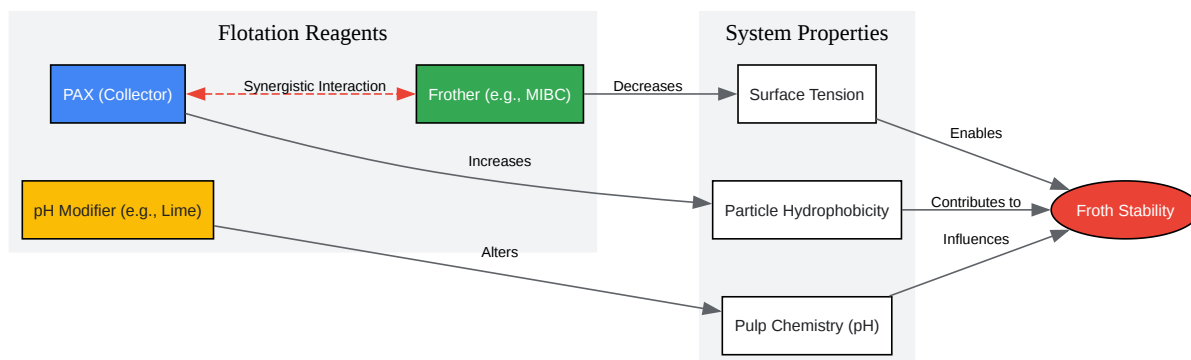 Flotation Reagents
System Properties
PAX (Collector)
Synergistic Interaction
Frother (e.g., MIBC)
Decreases
Surface Tension
Enables
Increases
pH Modifier (e.g., Lime)
Particle Hydrophobicity
Contributes to
Froth Stability
Influences
Alters
Pulp Chemistry (pH)